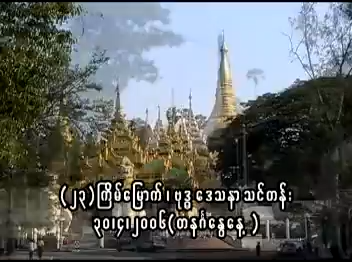 (၂၃)ကြိမ်မြောက်၊ ဗုဒ္ဓဒေသနာသင်တန်း
၃၀၊၄၊၂၀၀၆(တနင်္ဂနွေနေ့ )